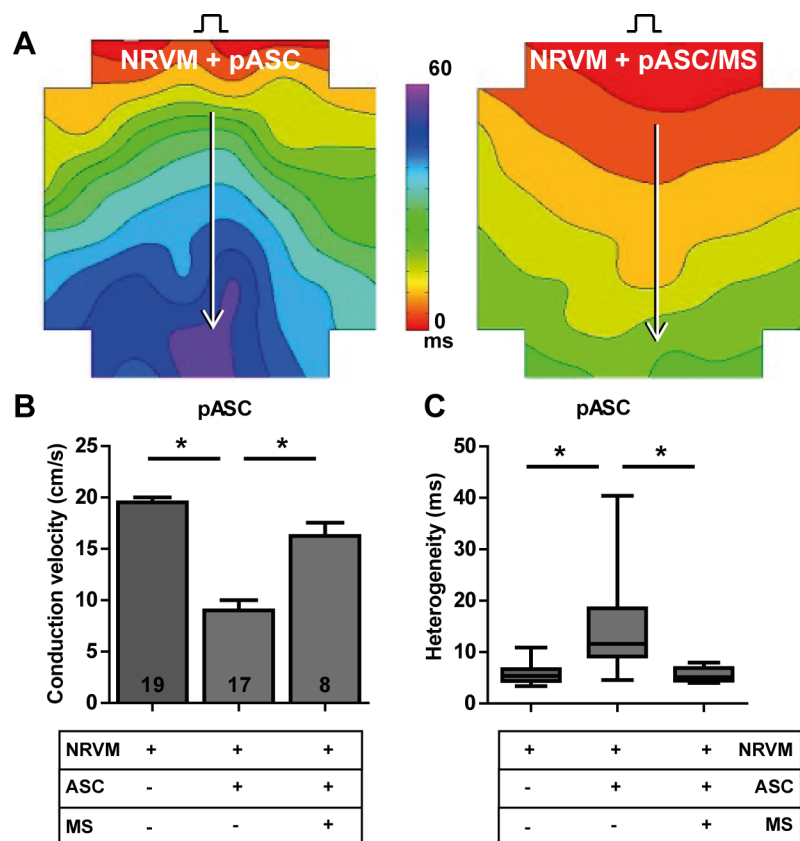 A
NRVM + pASC
60
0
ms
NRVM + pASC/MS
B
pASC
Conduction velocity (cm/s)
25
20
15
10
5
0
*
*
19
17
8
NRVM + + +
ASC - + +
MS - - +
C
pASC
Heterogeneity (ms)
50
40
30
20
10
0
*
*
+ + + NRVM
- + + ASC
- - + MS